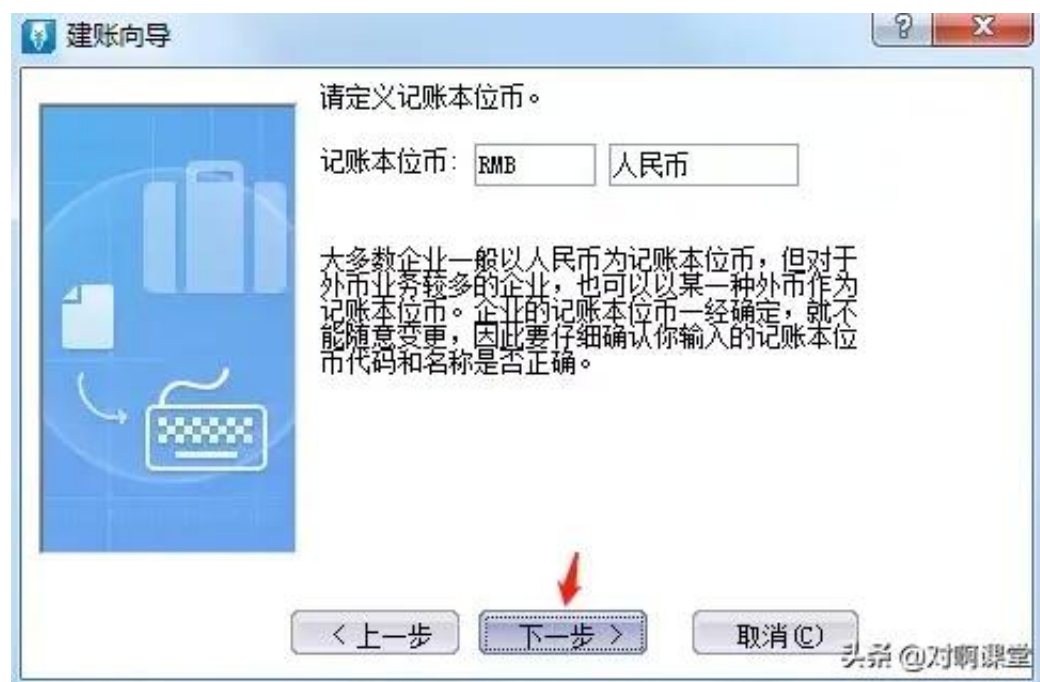 建账向导
请定义记账本位币。
记账本位币: RMB 人民币
大多数企业一般以人民币为记账本位币，但对于
外币业务较多的企业，也可以以某一种外币作为
记账本位币。企业的记账本位币一经确定，就不
能随意变更，因此要仔细确认你输入的记账本位
币代码和名称是否正确。
<上一步 下一步> 取消(C)
头条 @对啊课堂